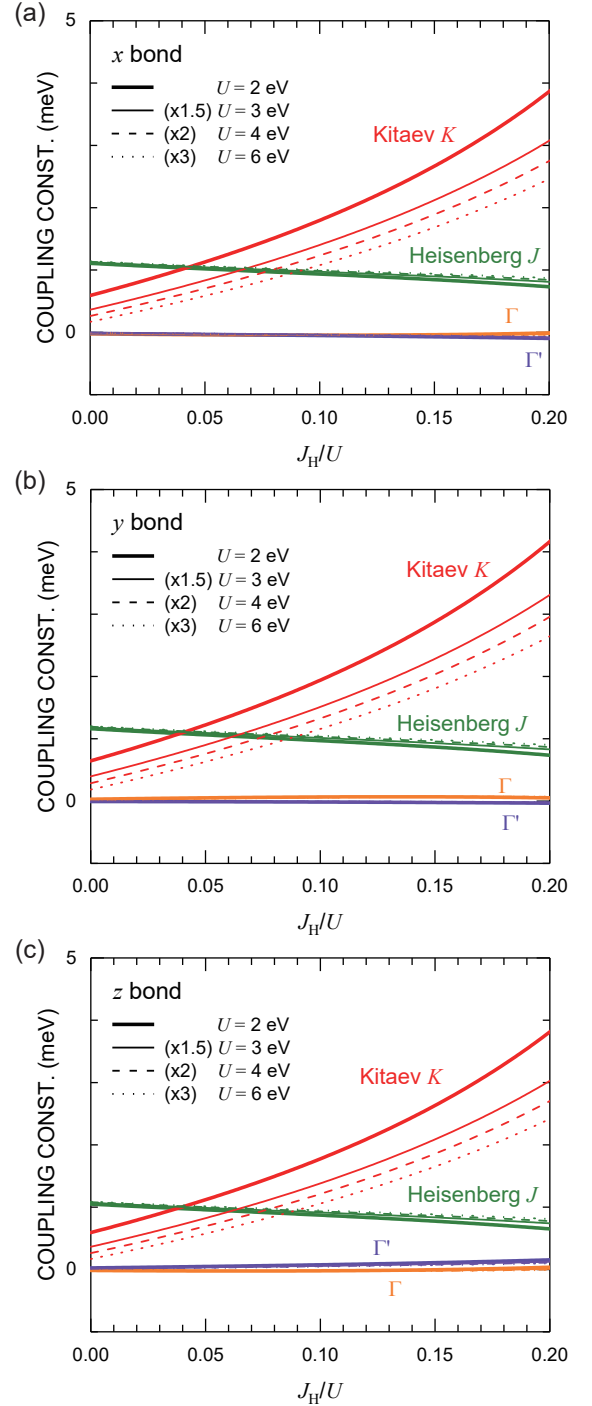 (a)
5
x bond
U = 2 eV
(x1.5) U = 3 eV
(x2) U = 4 eV
(x3) U = 6 eV
Kitaev K
Heisenberg J
Γ
Γ'
0
COUPLING CONST. (meV)
0.00 0.05 0.10 0.15 0.20
J_H/U
(b)
5
y bond
U = 2 eV
(x1.5) U = 3 eV
(x2) U = 4 eV
(x3) U = 6 eV
Kitaev K
Heisenberg J
Γ
Γ'
0
COUPLING CONST. (meV)
0.00 0.05 0.10 0.15 0.20
J_H/U
(c)
5
z bond
U = 2 eV
(x1.5) U = 3 eV
(x2) U = 4 eV
(x3) U = 6 eV
Kitaev K
Heisenberg J
Γ'
Γ
0
COUPLING CONST. (meV)
0.00 0.05 0.10 0.15 0.20
J_H/U